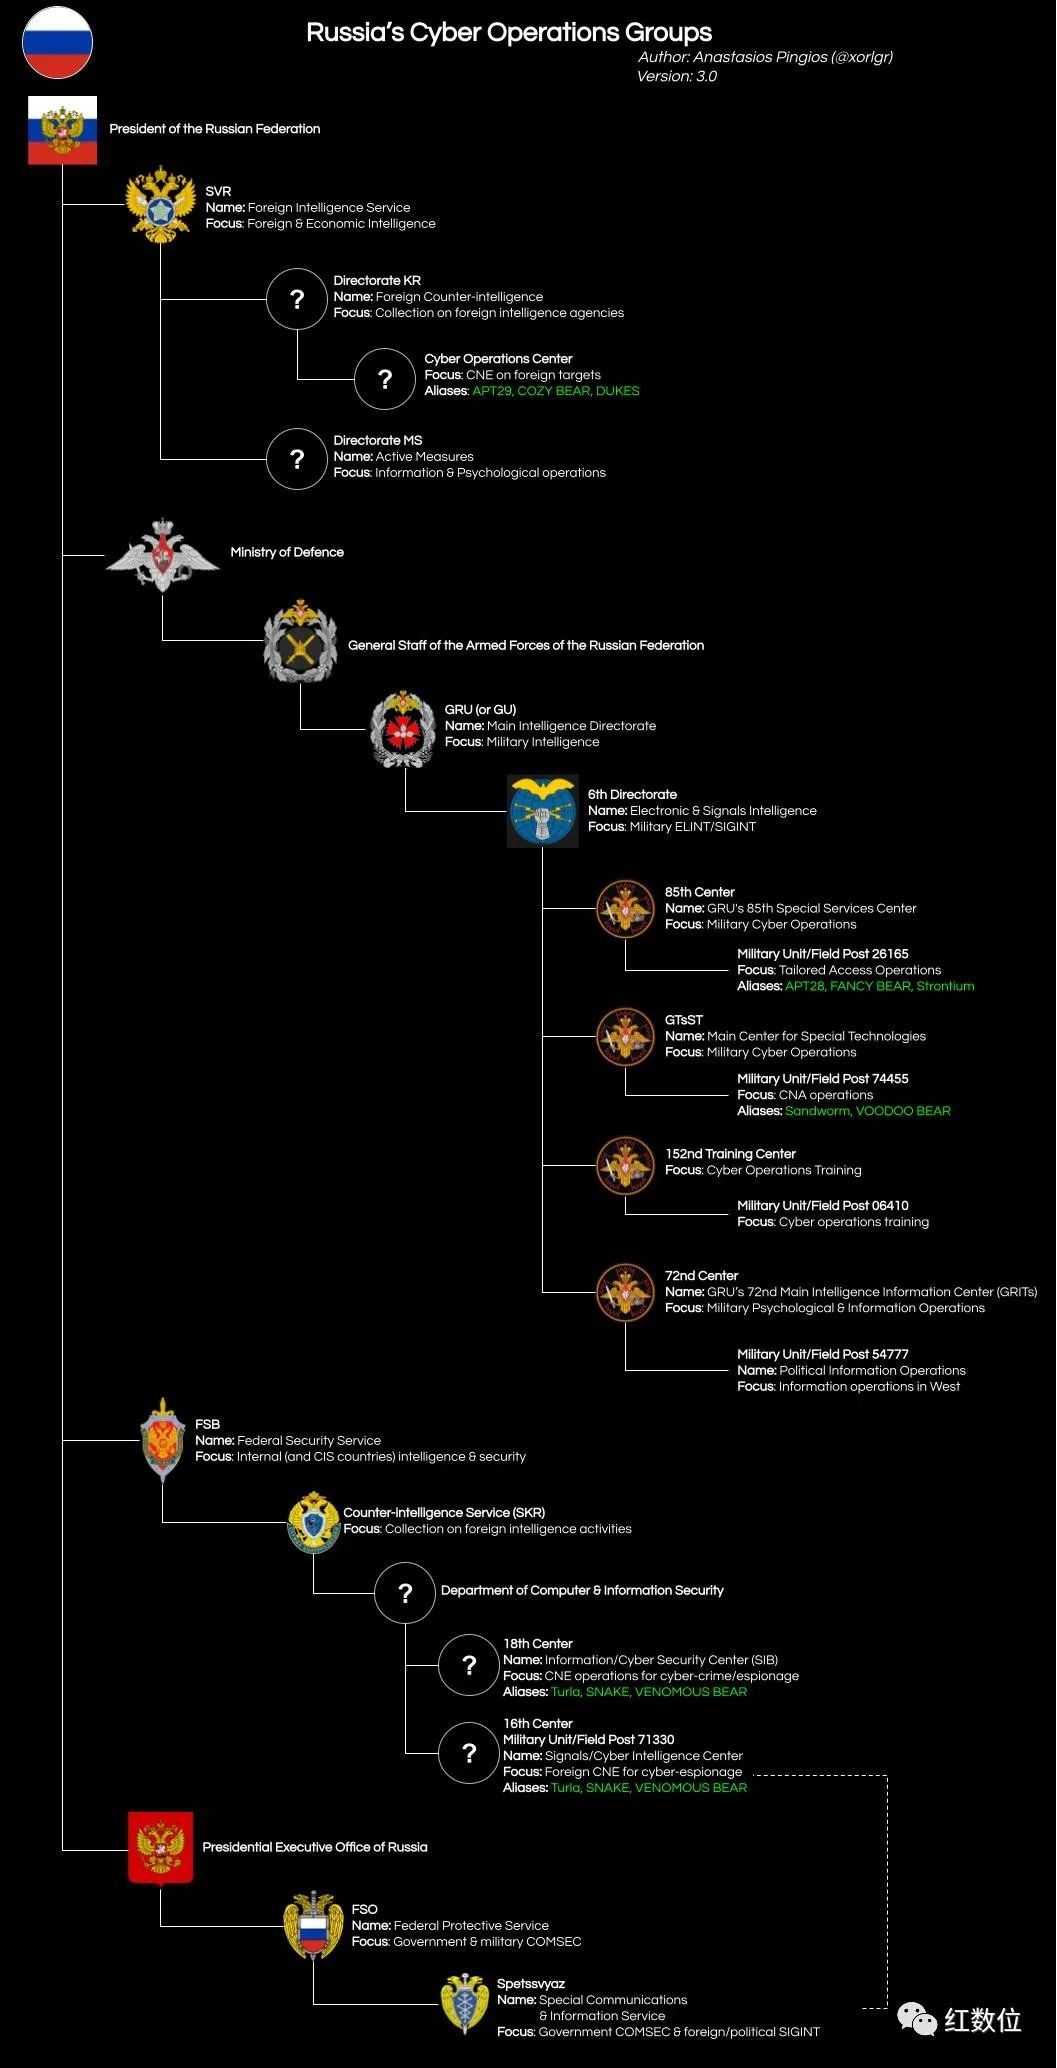 Russia's Cyber Operations Groups
Author: Anastasios Pingios (@xorlgr)
Version: 3.0
President of the Russian Federation
SVR
Name: Foreign Intelligence Service
Focus: Foreign & Economic Intelligence
?
Directorate KR
Name: Foreign Counter-intelligence
Focus: Collection on foreign intelligence agencies
?
Cyber Operations Center
Focus: CNE on foreign targets
Aliases: APT29, COZY BEAR, DUKES
?
Directorate MS
Name: Active Measures
Focus: Information & Psychological operations
Ministry of Defence
General Staff of the Armed Forces of the Russian Federation
GRU (or GU)
Name: Main Intelligence Directorate
Focus: Military Intelligence
6th Directorate
Name: Electronic & Signals Intelligence
Focus: Military ELINT/SIGINT
85th Center
Name: GRU's 85th Special Services Center
Focus: Military Cyber Operations
Military Unit/Field Post 26165
Focus: Tailored Access Operations
Aliases: APT28, FANCY BEAR, Strontium
GTsST
Name: Main Center for Special Technologies
Focus: Military Cyber Operations
Military Unit/Field Post 74455
Focus: CNA operations
Aliases: Sandworm, VOODOO BEAR
152nd Training Center
Focus: Cyber Operations Training
Military Unit/Field Post 06410
Focus: Cyber operations training
72nd Center
Name: GRU's 72nd Main Intelligence Information Center (GRITs)
Focus: Military Psychological & Information Operations
Military Unit/Field Post 54777
Name: Political Information Operations
Focus: Information operations in West
FSB
Name: Federal Security Service
Focus: Internal (and CIS countries) intelligence & security
Counter-intelligence Service (SKR)
Focus: Collection on foreign intelligence activities
?
Department of Computer & Information Security
?
18th Center
Name: Information/Cyber Security Center (SIB)
Focus: CNE operations for cyber-crime/espionage
Aliases: Turla, SNAKE, VENOMOUS BEAR
?
16th Center
Military Unit/Field Post 71330
Name: Signals/Cyber Intelligence Center
Focus: Foreign CNE for cyber-espionage
Aliases: Turla, SNAKE, VENOMOUS BEAR
Presidential Executive Office of Russia
FSO
Name: Federal Protective Service
Focus: Government & military COMSEC
Spetssvyaz
Name: Special Communications
& Information Service
Focus: Government COMSEC & foreign/political SIGINT
红数位